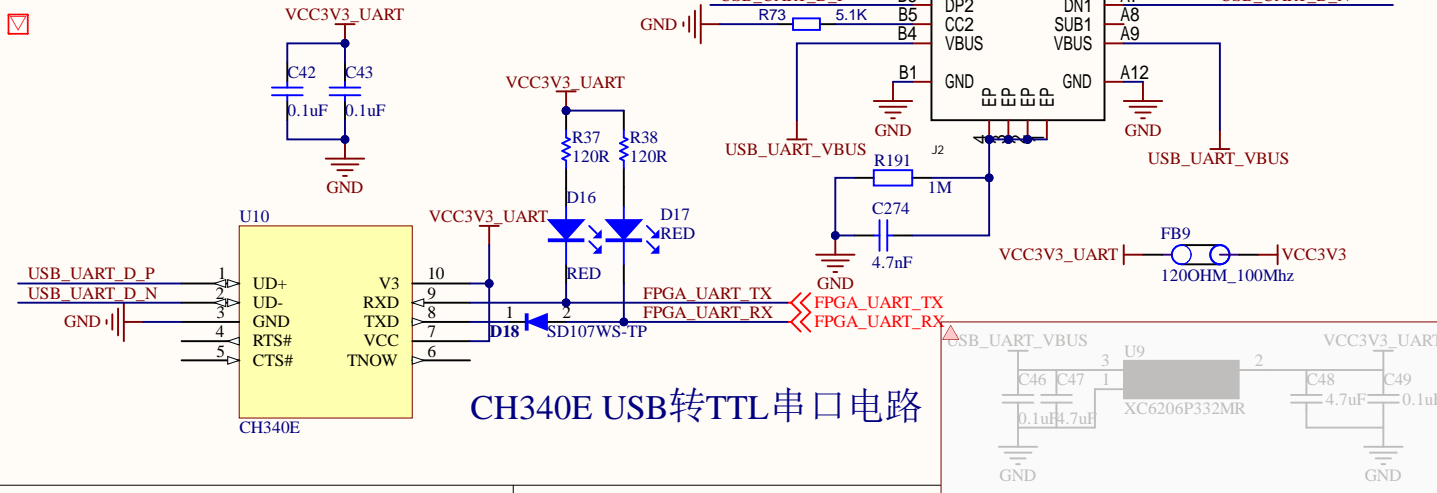 VCC3V3_UART
C42
C43
0.1uF
0.1uF
GND
VCC3V3_UART
R37
120R
R38
120R
D16
D17
RED
RED
VCC3V3_UART
U10
USB_UART_D_P
USB_UART_D_N
GND
1
2
3
4
5
UD+
UD-
GND
RTS#
CTS#
V3
RXD
TXD
VCC
TNOW
10
9
8
7
6
CH340E
1
D18
2
SD107WS-TP
FPGA_UART_TX
FPGA_UART_RX
FPGA_UART_TX
FPGA_UART_RX
CH340E USB转TTL串口电路
GND
R73
5.1K
B5
B4
B1
DP2
CC2
VBUS
GND
DN1
SUB1
VBUS
GND
A8
A9
A12
EP
EP
EP
EP
4
GND
GND
USB_UART_VBUS
USB_UART_VBUS
J2
R191
1M
C274
4.7nF
GND
VCC3V3_UART
FB9
120OHM_100Mhz
VCC3V3
USB_UART_VBUS
C46
C47
0.1uF
4.7uF
GND
3
1
U9
2
XC6206P332MR
VCC3V3_UART
C48
C49
4.7uF
0.1uF
GND